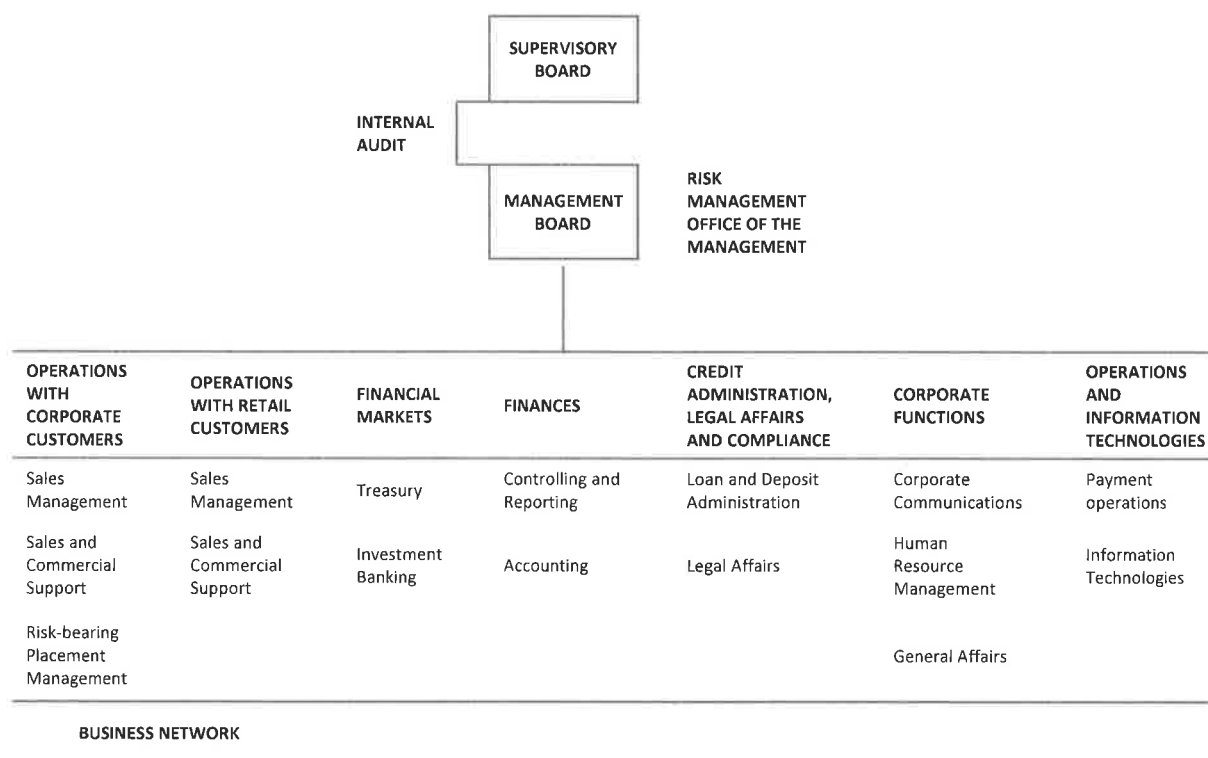 SUPERVISORY
BOARD
INTERNAL
AUDIT
MANAGEMENT
BOARD
RISK
MANAGEMENT
OFFICE OF THE
MANAGEMENT
OPERATIONS
WITH
CORPORATE
CUSTOMERS
OPERATIONS
WITH RETAIL
CUSTOMERS
FINANCIAL
MARKETS
FINANCES
CREDIT
ADMINISTRATION,
LEGAL AFFAIRS
AND COMPLIANCE
CORPORATE
FUNCTIONS
OPERATIONS
AND
INFORMATION
TECHNOLOGIES
Sales
Management
Sales
Management
Treasury
Controlling and
Reporting
Loan and Deposit
Administration
Corporate
Communications
Payment
operations
Sales and
Commercial
Support
Sales and
Commercial
Support
Investment
Banking
Accounting
Legal Affairs
Human
Resource
Management
Information
Technologies
Risk-bearing
Placement
Management
General Affairs
BUSINESS NETWORK